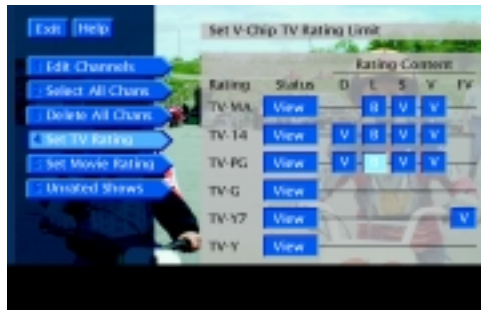 Exit Help
Set V-Chip TV Rating Limit
Edit Channels
Select All Chans
Delete All Chans
4 Set TV Rating
Set Movie Rating
Unrated Shows
Rating Content
Rating Status D L S V FV
TV-MA View B V V
TV-14 View V B V V
TV-PG View V B V V
TV-G View
TV-Y7 View V
TV-Y View